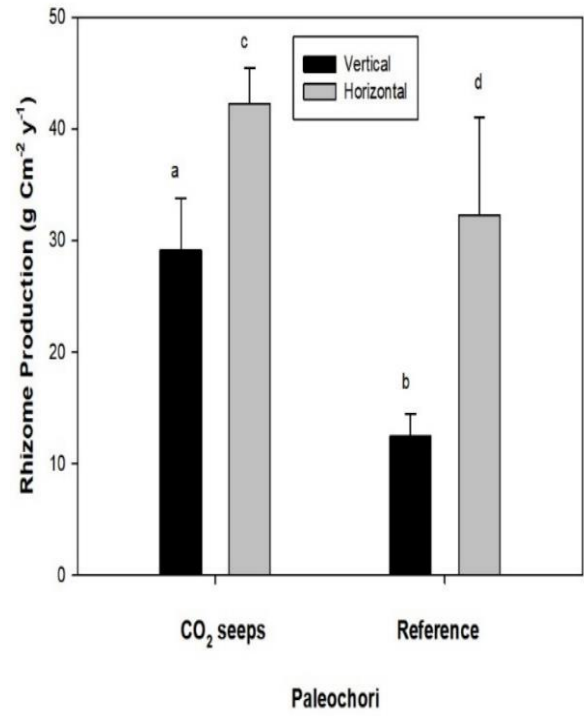 50
c
Vertical
Horizontal
d
40
a
30
b
20
10
0
Rhizome Production (g Cm⁻² y⁻¹)
CO₂ seeps
Reference
Paleochori